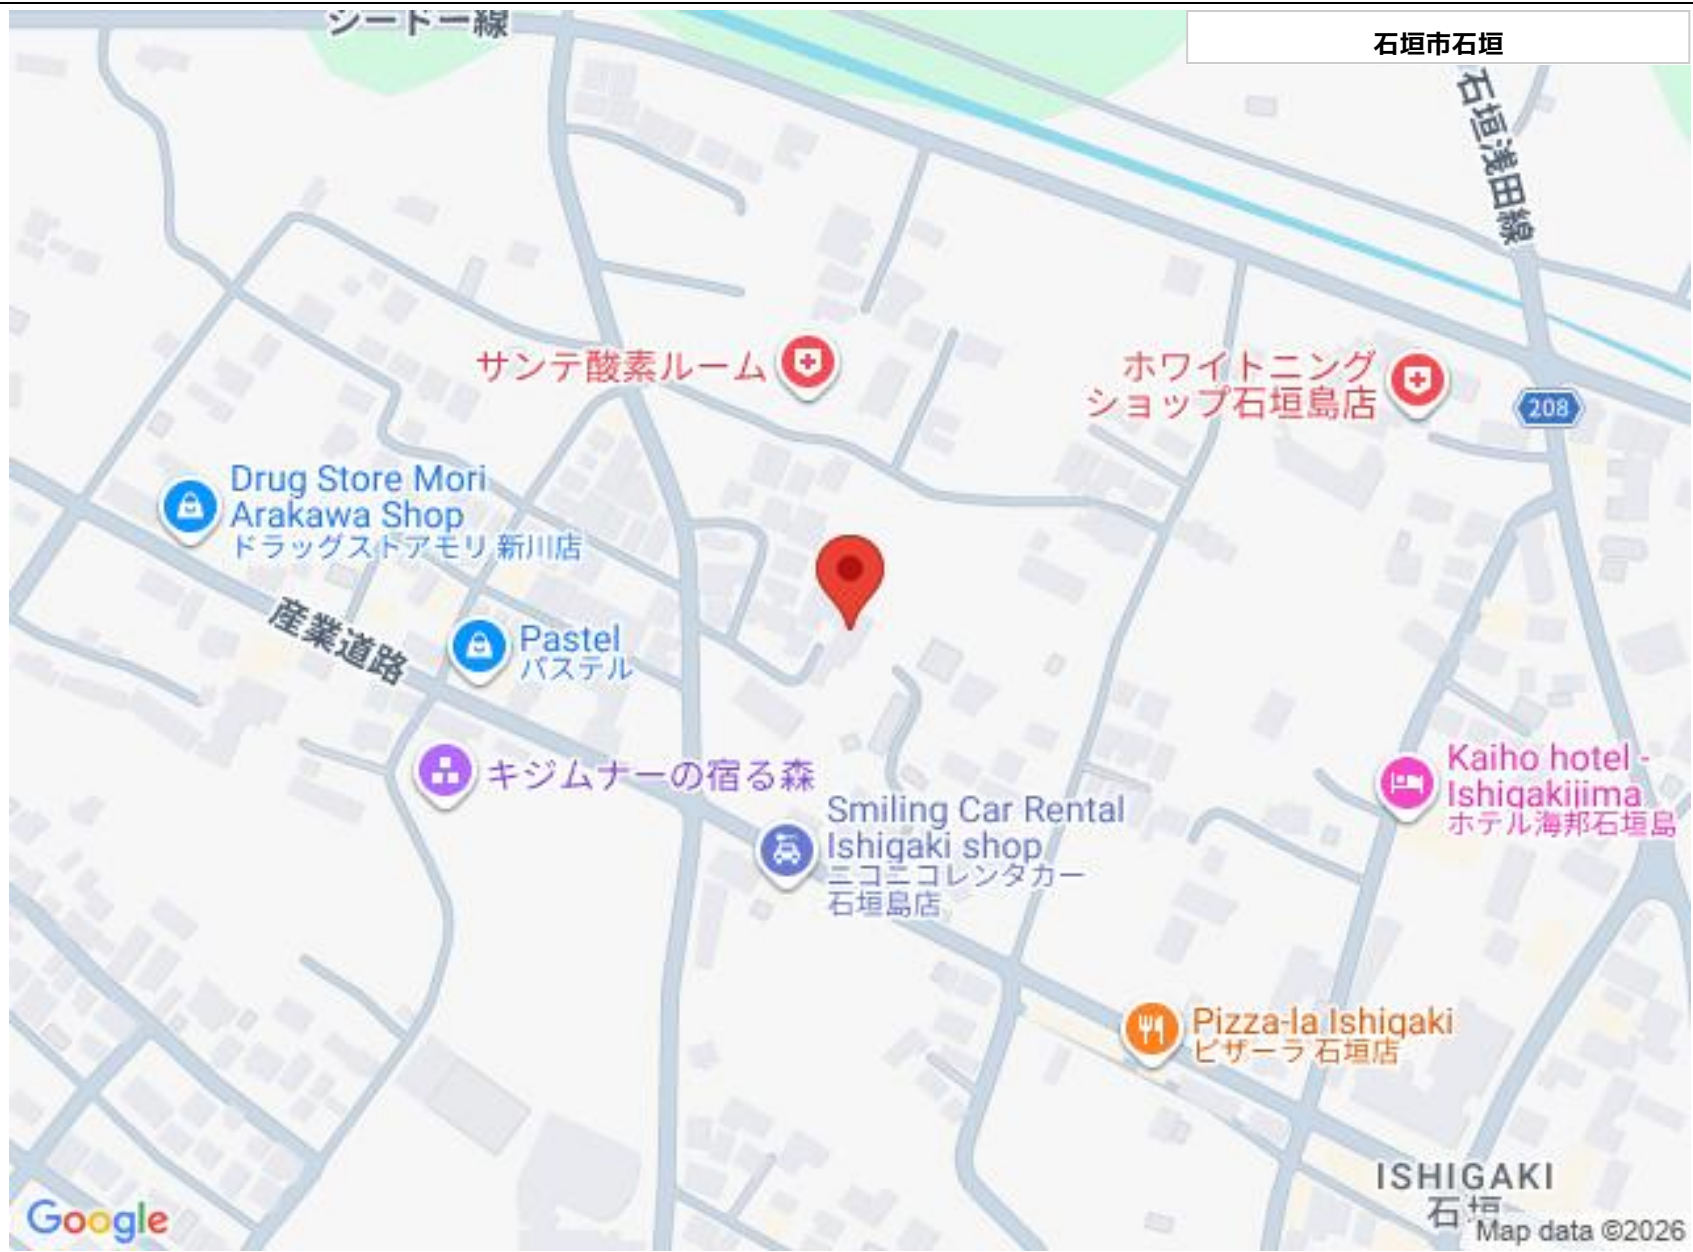 シードー線
石垣市石垣
石垣浅田線
サンテ酸素ルーム
ホワイトニング
ショップ石垣島店
208
Drug Store Mori
Arakawa Shop
ドラッグストアモリ 新川店
産業道路
Pastel
パステル
キジムナーの宿る森
Kaiho hotel -
Ishigakijima
ホテル海邦石垣島
Smiling Car Rental
Ishigaki shop
ニコニコレンタカー
石垣島店
Pizza-la Ishigaki
ピザーラ 石垣店
ISHIGAKI
石垣
Google
Map data ©2026